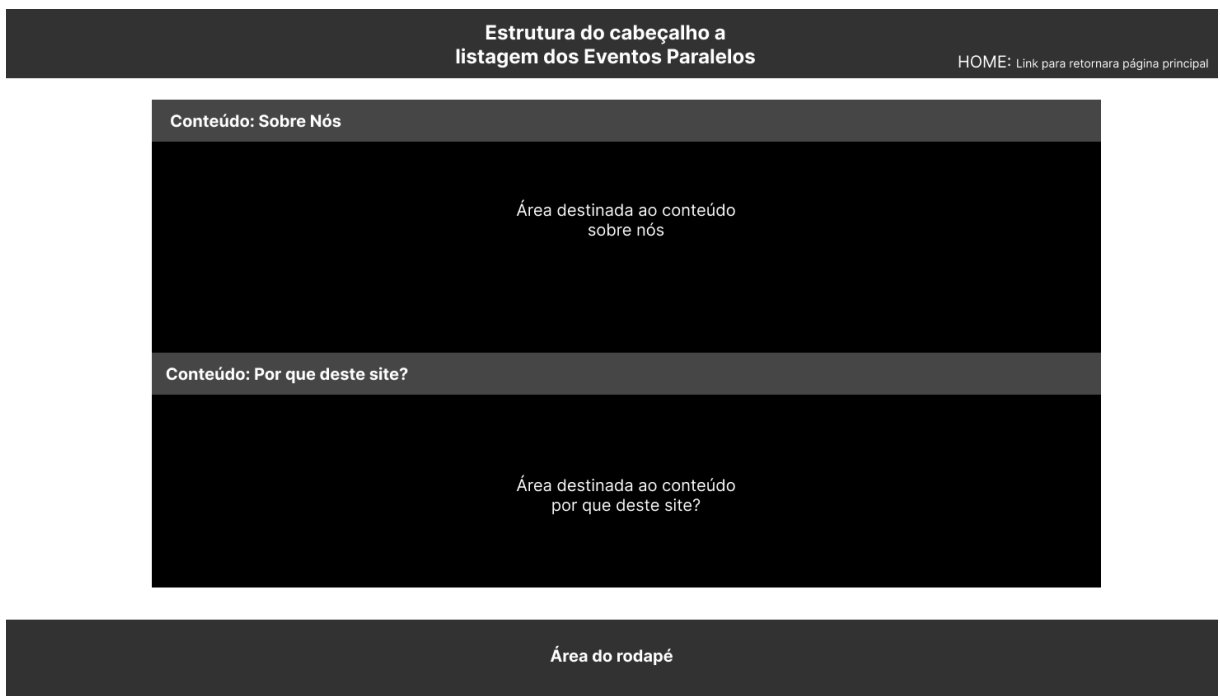 Estrutura do cabeçalho a
listagem dos Eventos Paralelos
HOME: Link para retornara página principal
Conteúdo: Sobre Nós
Área destinada ao conteúdo
sobre nós
Conteúdo: Por que deste site?
Área destinada ao conteúdo
por que deste site?
Área do rodapé